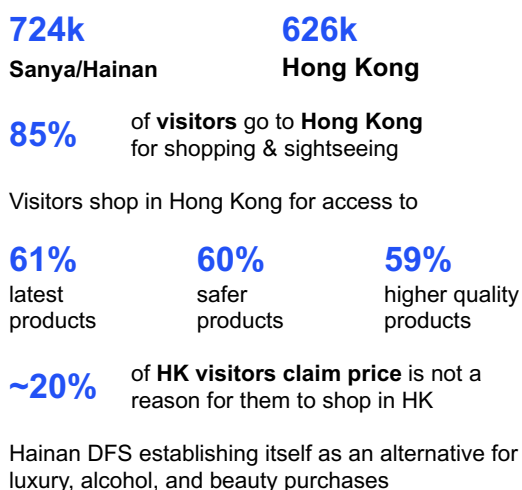 724k 626k
Sanya/Hainan Hong Kong
85% of visitors go to Hong Kong
for shopping & sightseeing
Visitors shop in Hong Kong for access to
61% 60% 59%
latest safer higher quality
products products products
~20% of HK visitors claim price is not a
reason for them to shop in HK
Hainan DFS establishing itself as an alternative for
luxury, alcohol, and beauty purchases